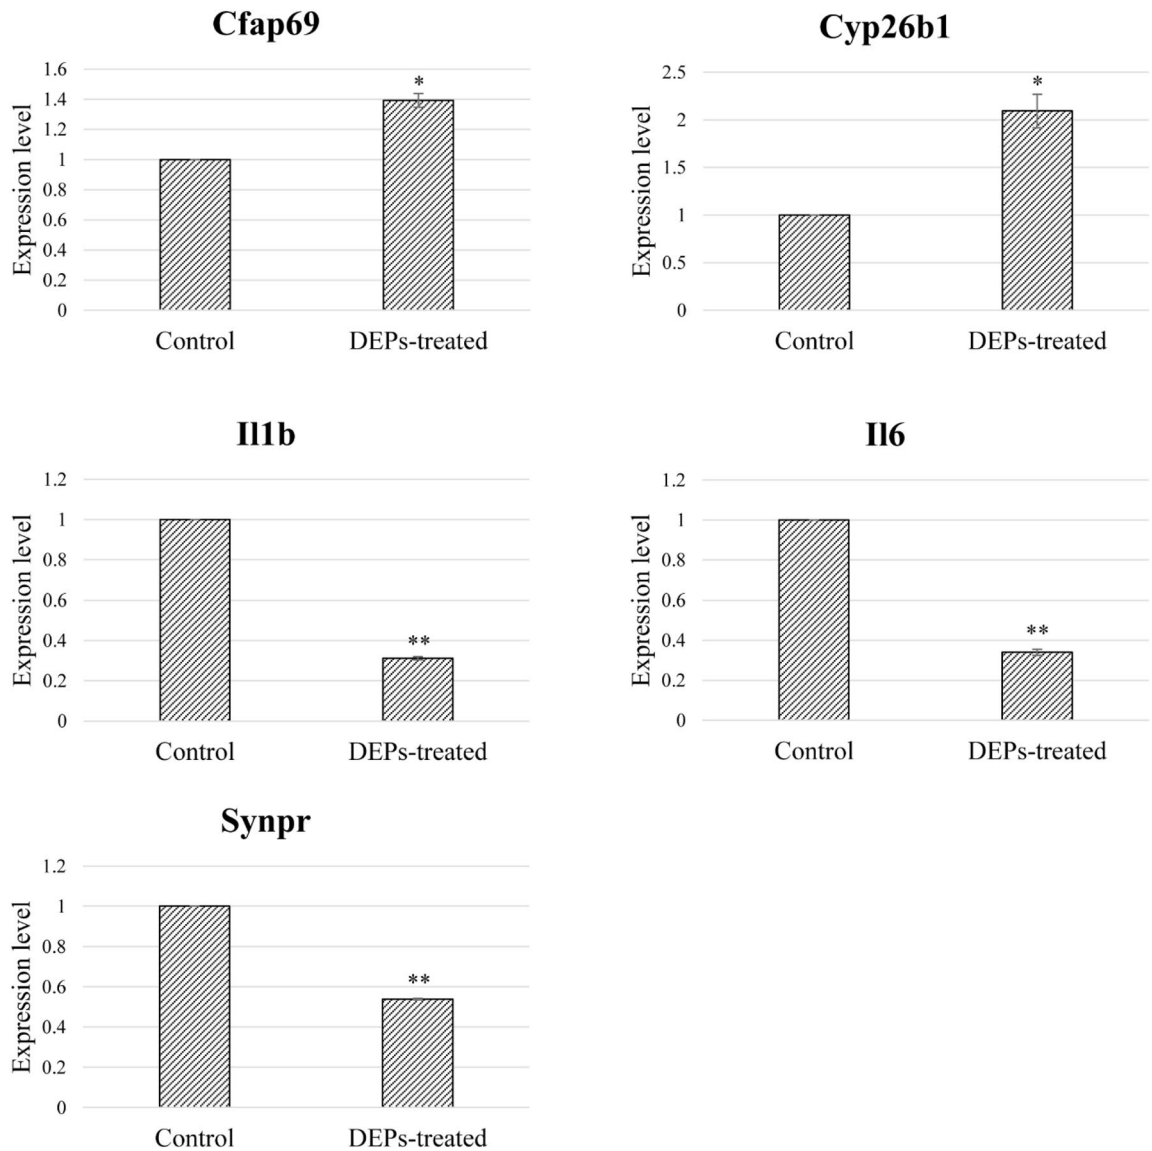 Cfap69
1.6
1.4
1.2
1
0.8
0.6
0.4
0.2
0
Expression level
*
Control
DEPs-treated
Cyp26b1
2.5
2
1.5
1
0.5
0
Expression level
*
Control
DEPs-treated
Il1b
1.2
1
0.8
0.6
0.4
0.2
0
Expression level
**
Control
DEPs-treated
Il6
1.2
1
0.8
0.6
0.4
0.2
0
Expression level
**
Control
DEPs-treated
Synpr
1.2
1
0.8
0.6
0.4
0.2
0
Expression level
**
Control
DEPs-treated